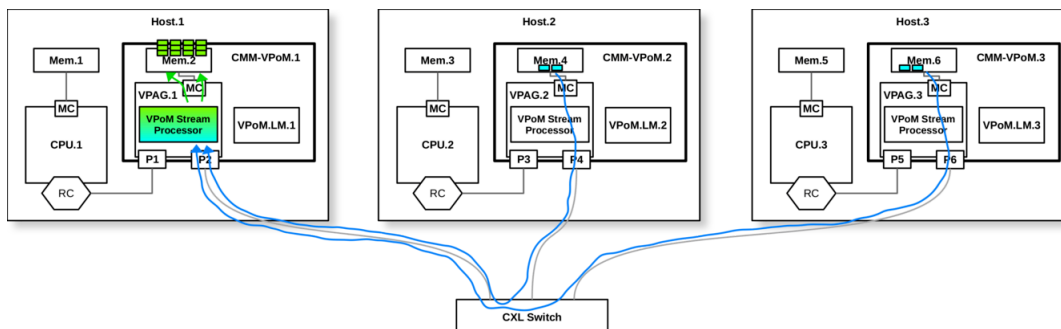 Host.1
Mem.1
Mem.2
CMM-VPoM.1
MC
VPAG.1
MC
VPoM Stream
Processor
VPoM.LM.1
CPU.1
P1
P2
RC
Host.2
Mem.3
Mem.4
CMM-VPoM.2
MC
VPAG.2
MC
VPoM Stream
Processor
VPoM.LM.2
CPU.2
P3
P4
RC
Host.3
Mem.5
Mem.6
CMM-VPoM.3
MC
VPAG.3
MC
VPoM Stream
Processor
VPoM.LM.3
CPU.3
P5
P6
RC
CXL Switch